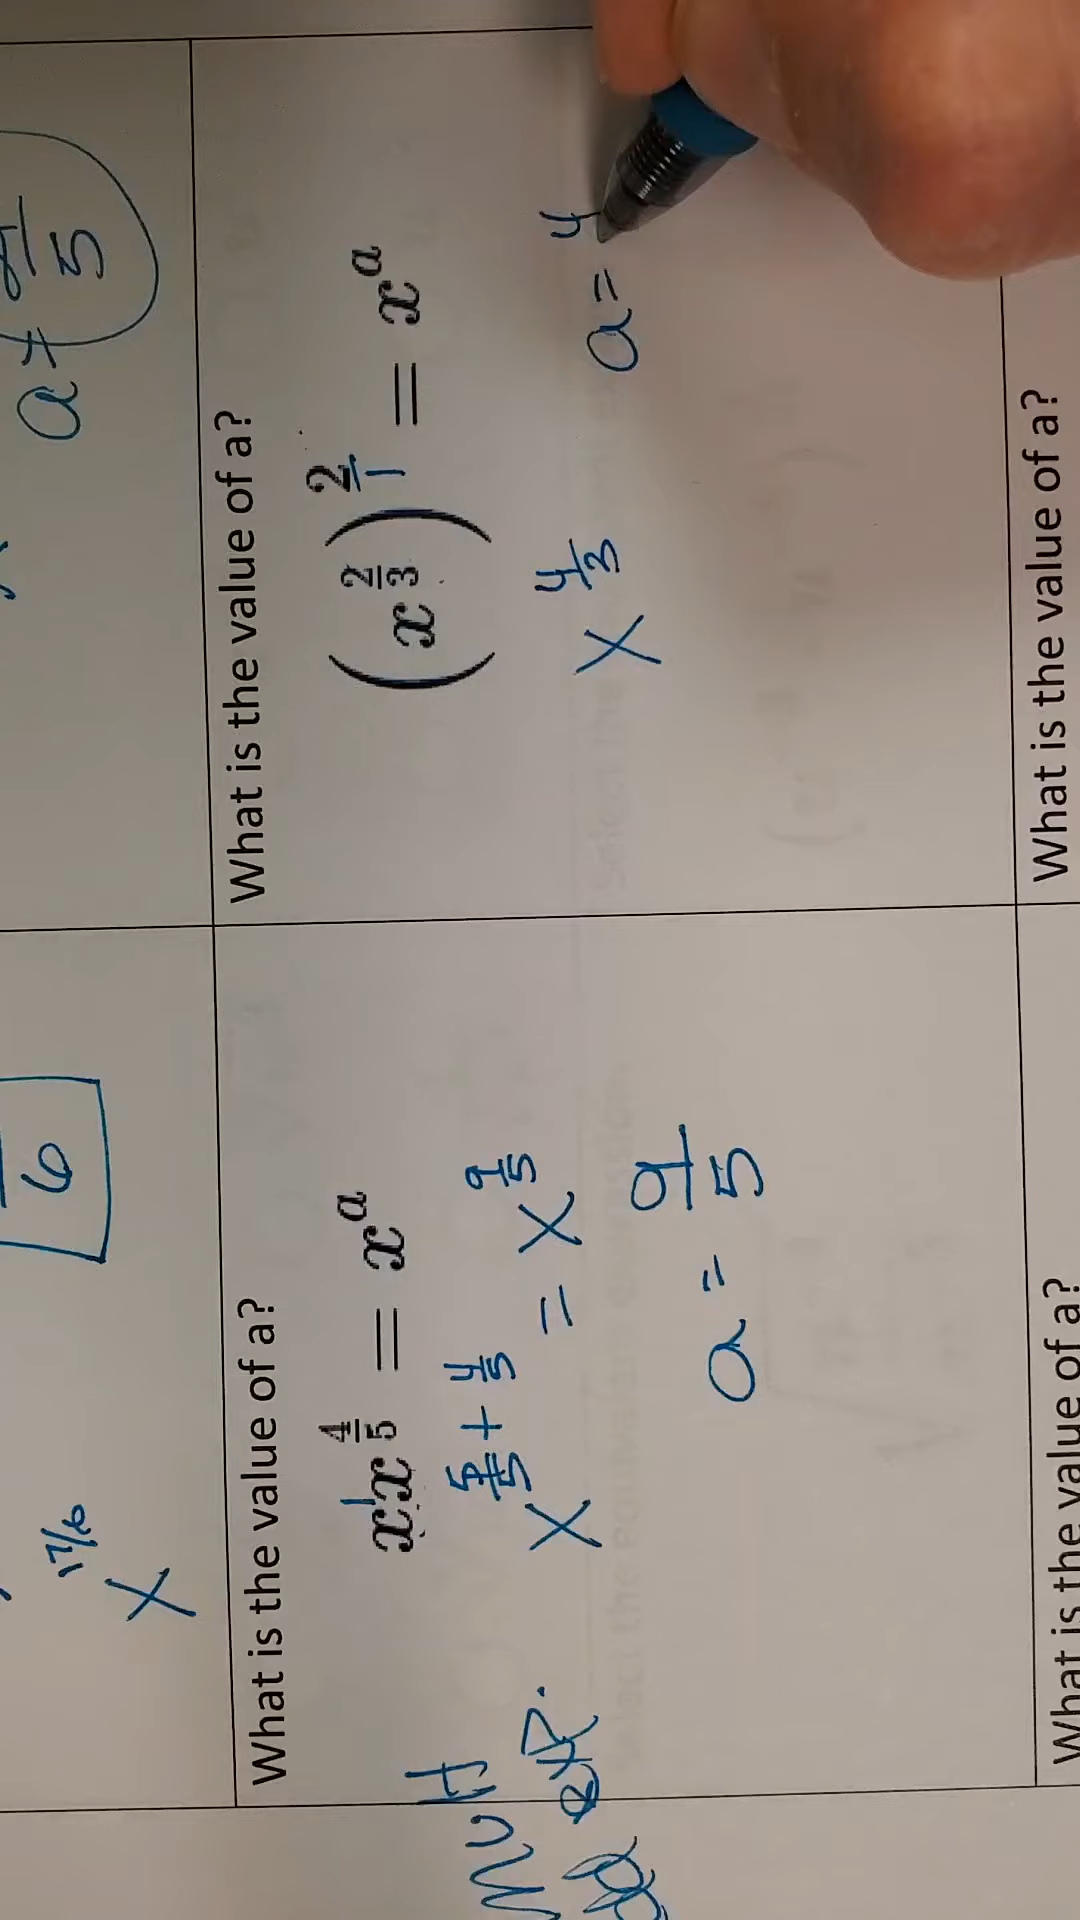 x^17/6
6
a = 9/5
What is the value of a?
x^1 x^(4/5) = x^a
x^(5/5 + 4/5) = x^(9/5)
a = 9/5
What is the value of a?
(x^(2/3))^(2/1) = x^a
x^(4/3)
a = 4
Mult
add exp.
What is the value of a?
What is the value of a?